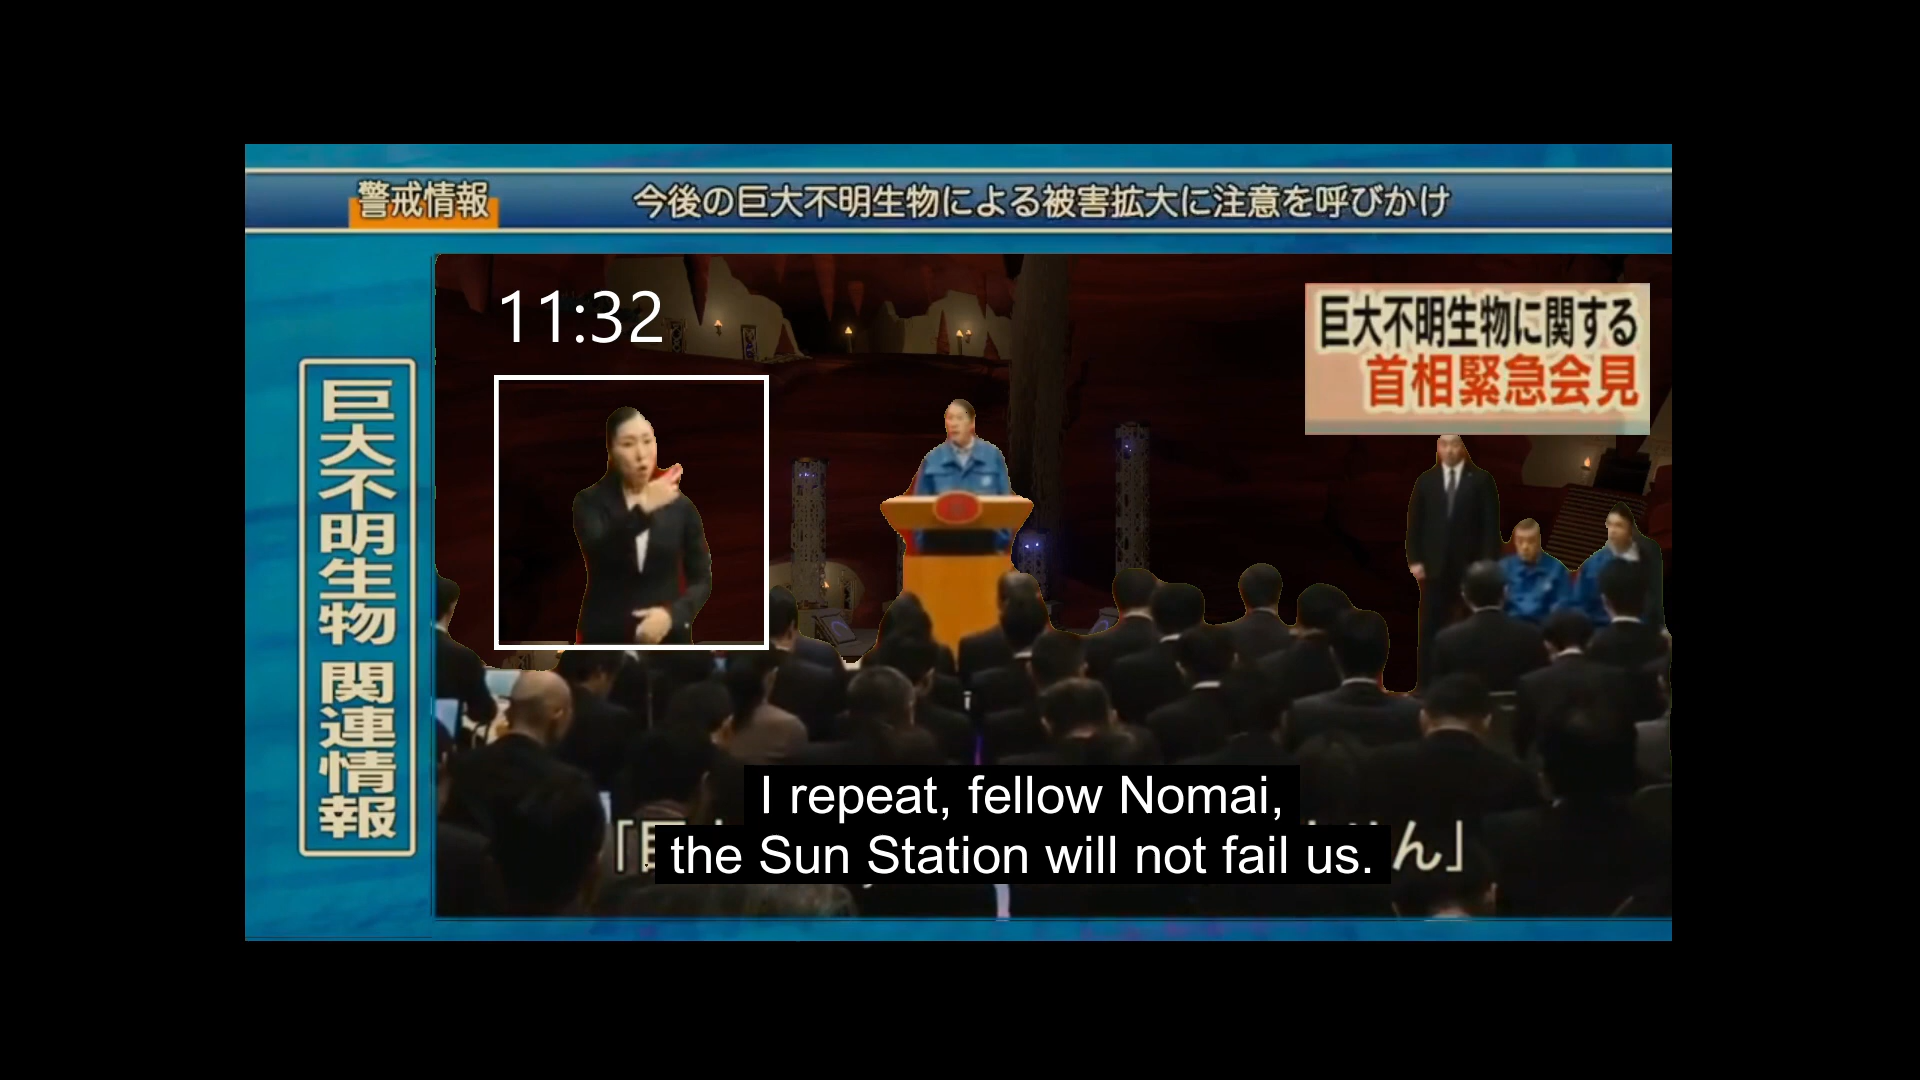 警戒情報
今後の巨大不明生物による被害拡大に注意を呼びかけ
11:32
巨大不明生物に関する
首相緊急会見
巨大不明生物 関連情報
I repeat, fellow Nomai,
the Sun Station will not fail us.
ん」